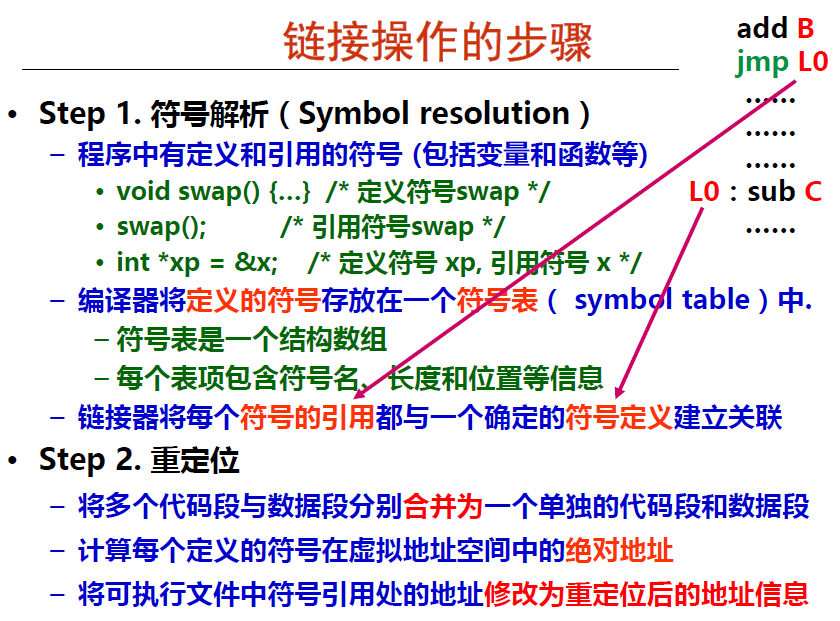 链接操作的步骤
add B
jmp L0
……
……
……
L0：sub C
……
• Step 1. 符号解析（Symbol resolution）
– 程序中有定义和引用的符号 (包括变量和函数等)
• void swap() {…} /* 定义符号swap */
• swap(); /* 引用符号swap */
• int *xp = &x; /* 定义符号 xp, 引用符号 x */
– 编译器将定义的符号存放在一个符号表（ symbol table）中.
– 符号表是一个结构数组
– 每个表项包含符号名、长度和位置等信息
– 链接器将每个符号的引用都与一个确定的符号定义建立关联
• Step 2. 重定位
– 将多个代码段与数据段分别合并为一个单独的代码段和数据段
– 计算每个定义的符号在虚拟地址空间中的绝对地址
– 将可执行文件中符号引用处的地址修改为重定位后的地址信息